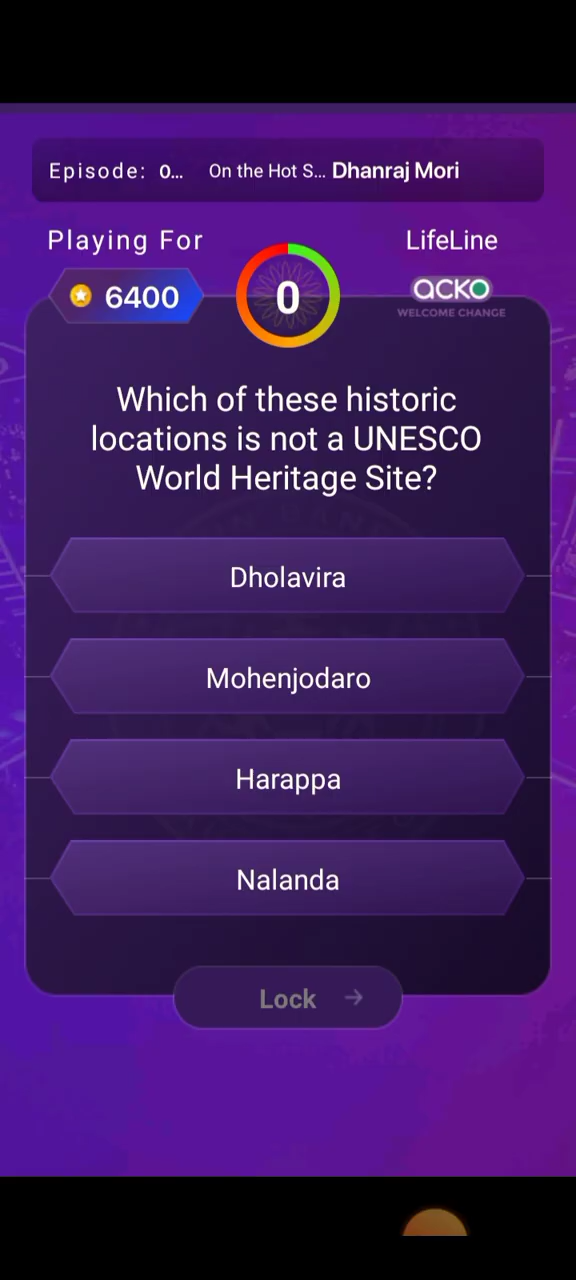 Episode: 0... On the Hot S... Dhanraj Mori
Playing For
LifeLine
6400
0
acko
WELCOME CHANGE
Which of these historic
locations is not a UNESCO
World Heritage Site?
Dholavira
Mohenjodaro
Harappa
Nalanda
Lock